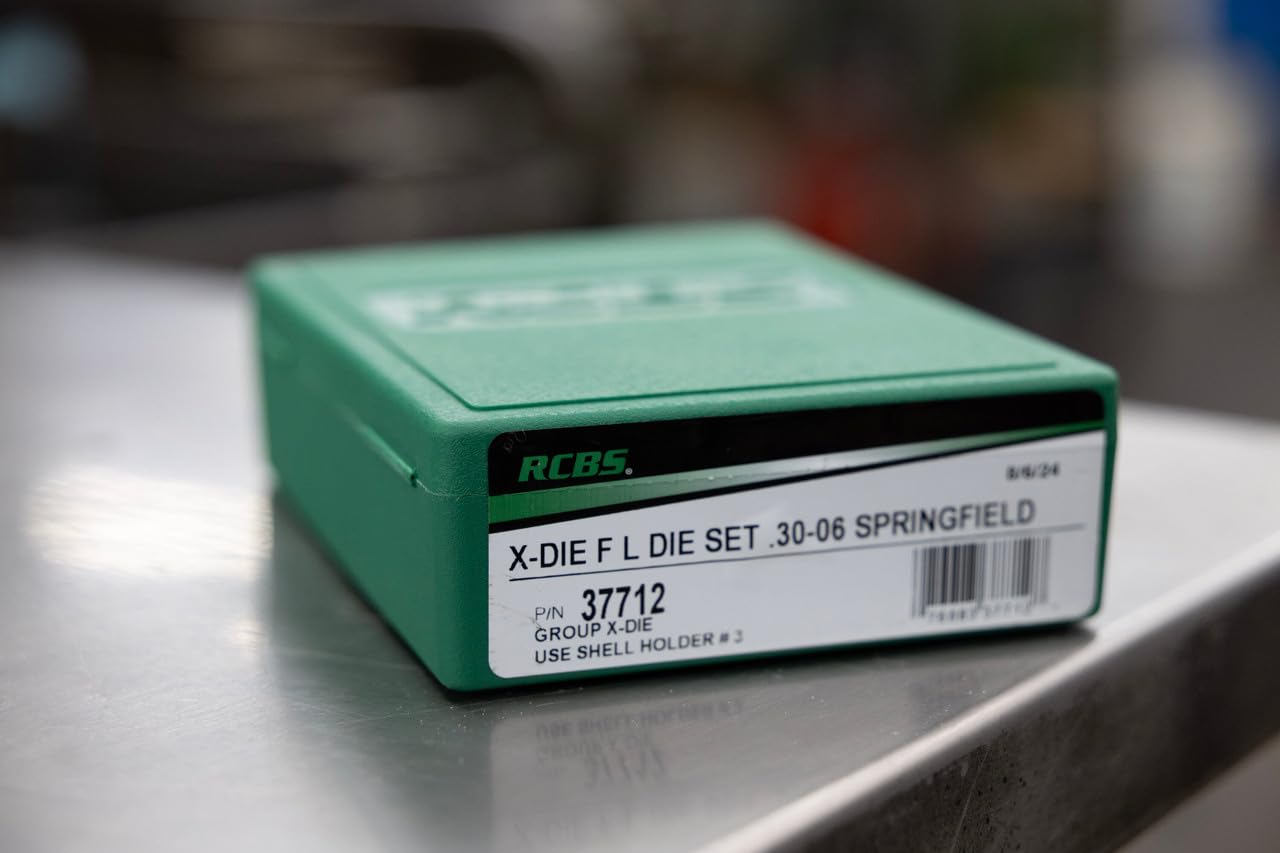 RCBS®
8/6/24
X-DIE F L DIE SET .30-06 SPRINGFIELD
P/N 37712
GROUP X-DIE
USE SHELL HOLDER # 3